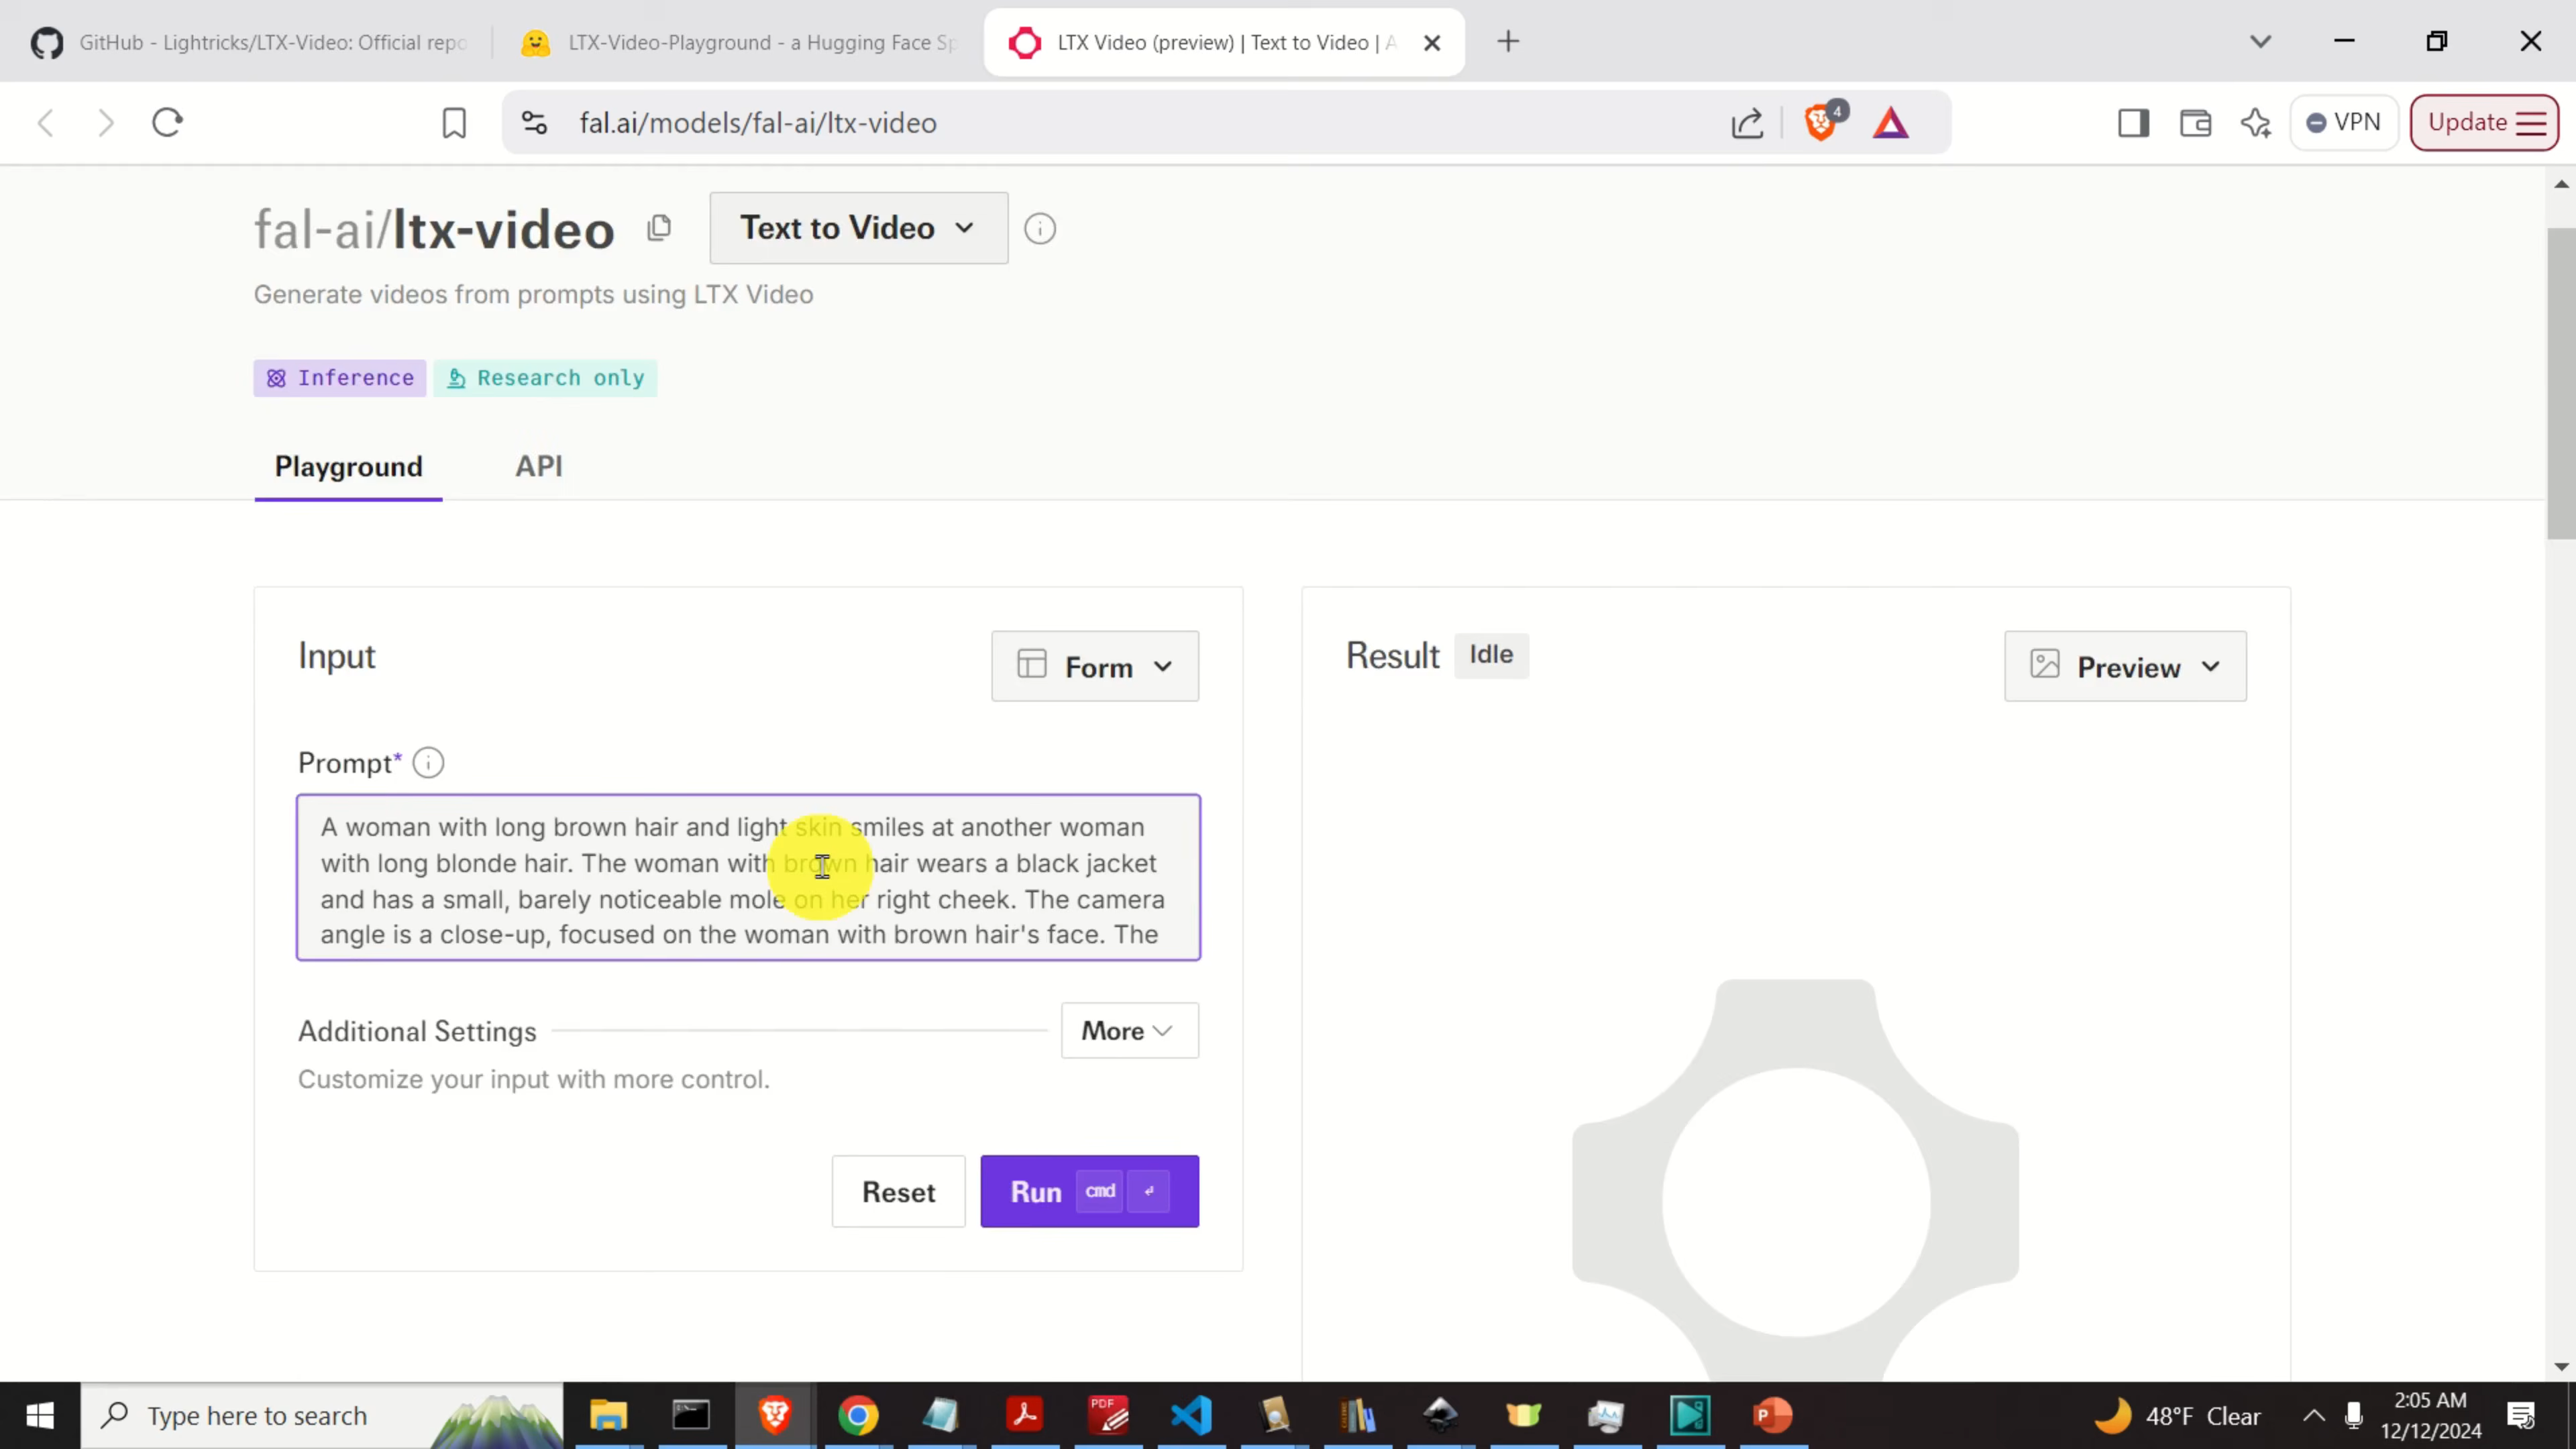 GitHub - Lightricks/LTX-Video: Official repo
LTX-Video-Playground - a Hugging Face Sp
LTX Video (preview) | Text to Video | A
fal.ai/models/fal-ai/ltx-video
4
VPN
Update
fal-ai/ltx-video
Text to Video
Generate videos from prompts using LTX Video
Inference
Research only
Playground
API
Input
Form
Prompt*
A woman with long brown hair and light skin smiles at another woman
with long blonde hair. The woman with brown hair wears a black jacket
and has a small, barely noticeable mole on her right cheek. The camera
angle is a close-up, focused on the woman with brown hair's face. The
Additional Settings
More
Customize your input with more control.
Reset
Run cmd
Result Idle
Preview
Type here to search
PDF
48°F Clear
2:05 AM
12/12/2024